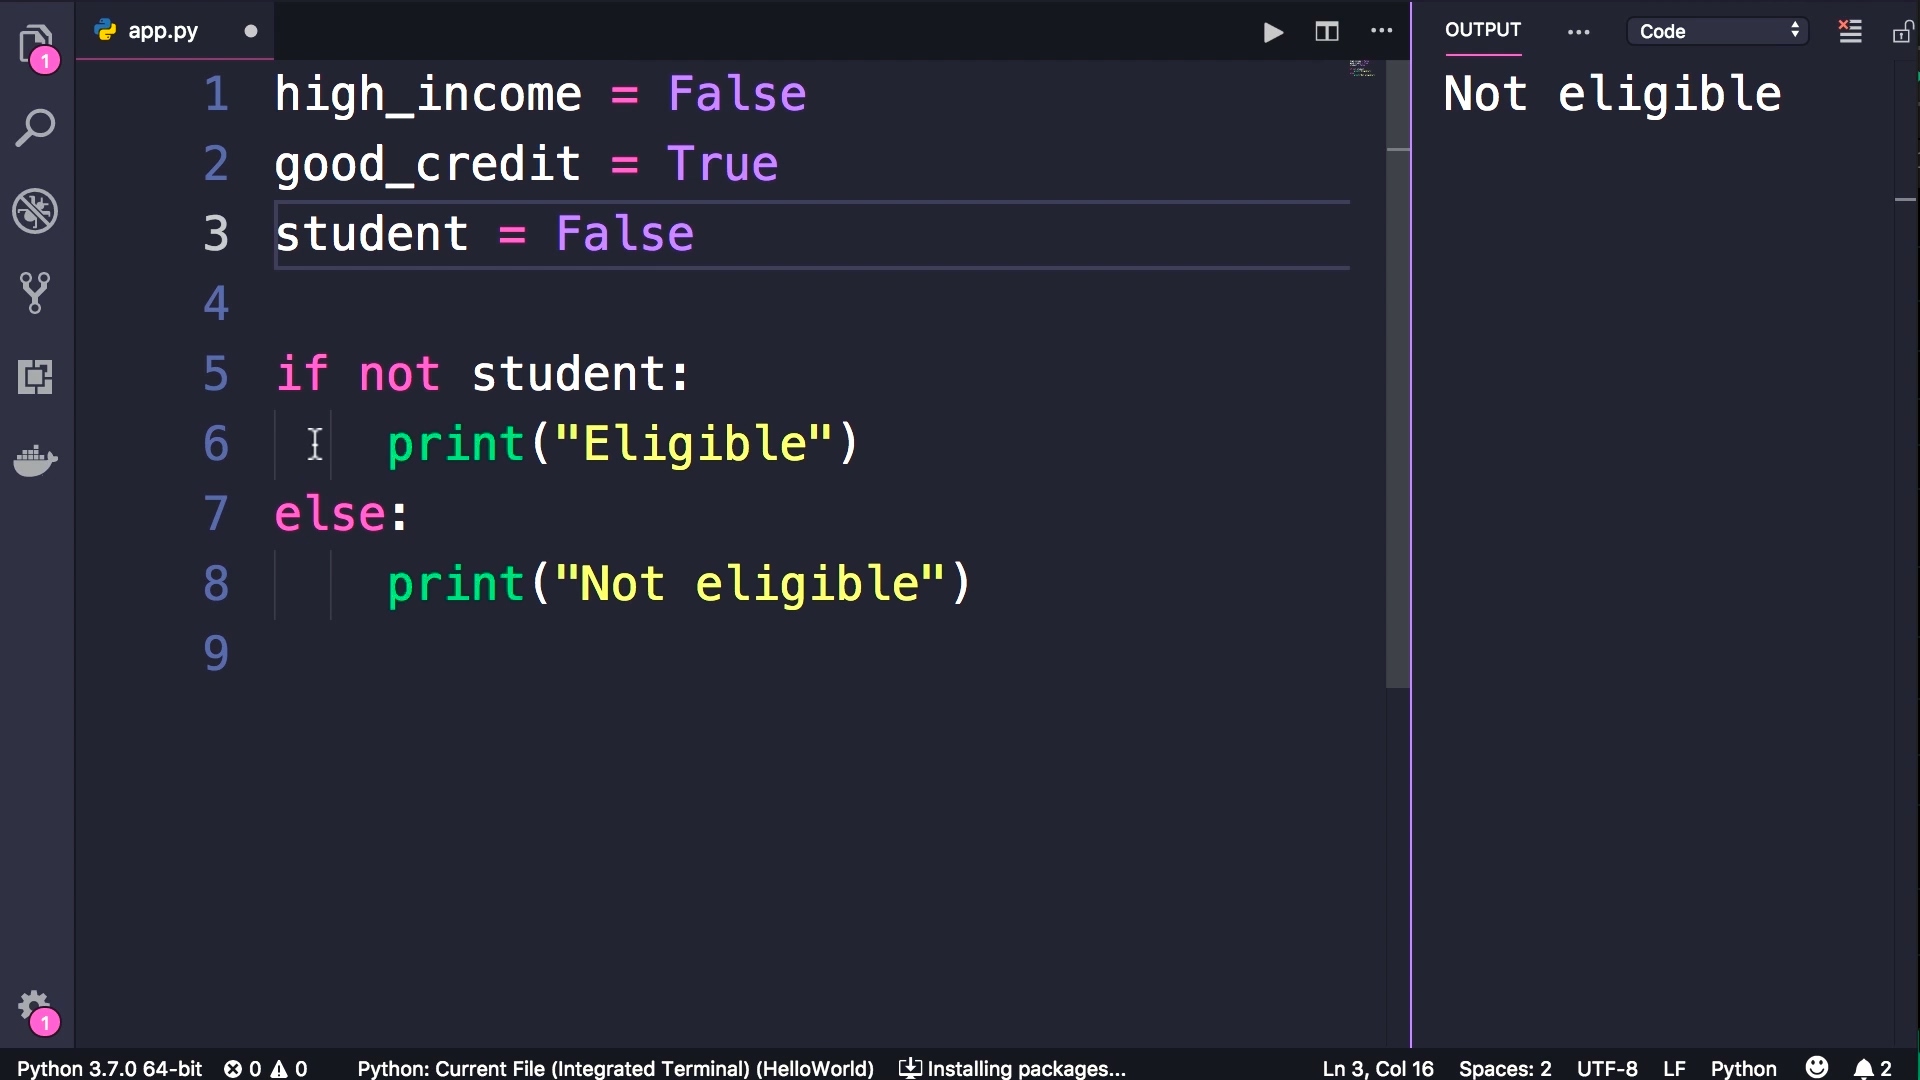 app.py
OUTPUT
Code
1
1 high_income = False
2 good_credit = True
3 student = False
4
5 if not student:
6 print("Eligible")
7 else:
8 print("Not eligible")
9
Not eligible
1
Python 3.7.0 64-bit 0 0 Python: Current File (Integrated Terminal) (HelloWorld) Installing packages... Ln 3, Col 16 Spaces: 2 UTF-8 LF Python 2